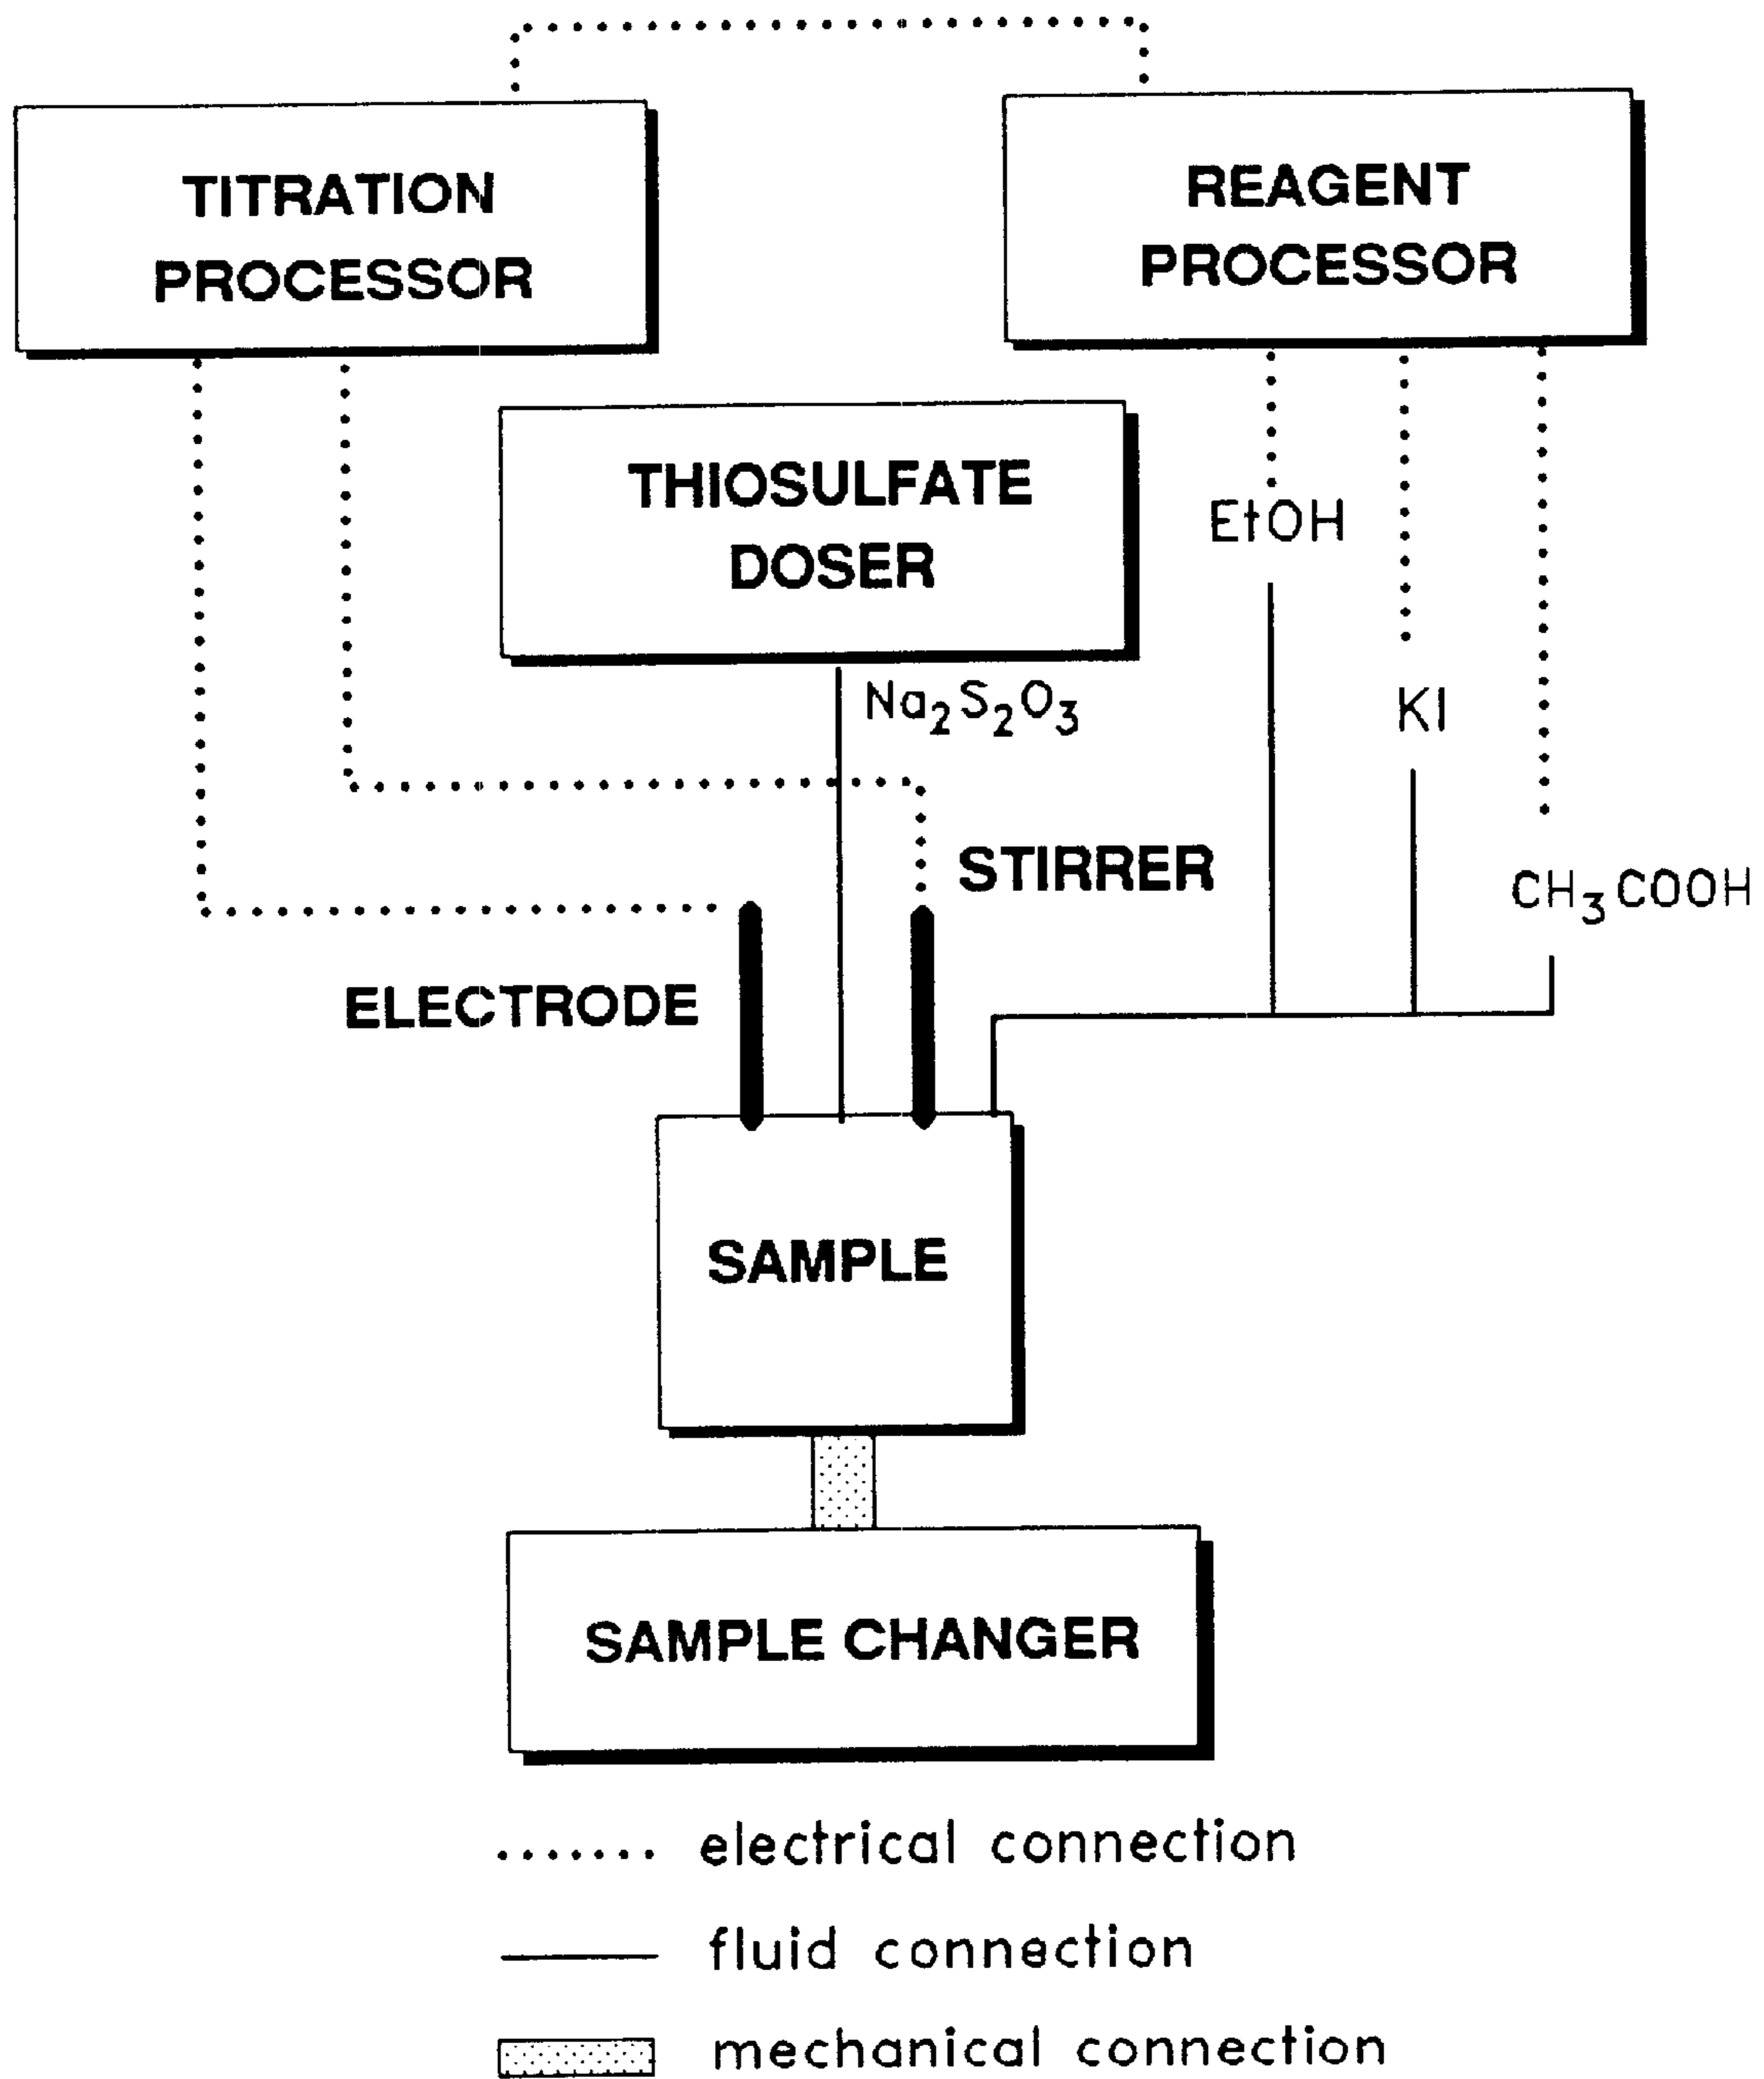 TITRATION
PROCESSOR
REAGENT
PROCESSOR
THIOSULFATE
DOSER
EtOH
Na₂S₂O₃
KI
STIRRER
CH₃COOH
ELECTRODE
SAMPLE
SAMPLE CHANGER
electrical connection
fluid connection
mechanical connection